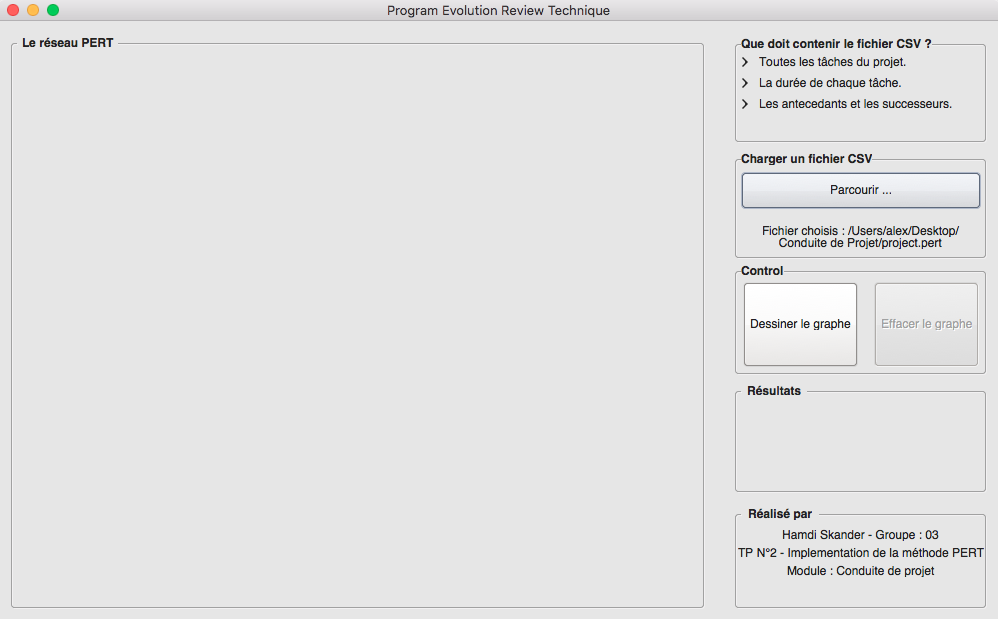 Program Evolution Review Technique
Le réseau PERT
Que doit contenir le fichier CSV ?
Toutes les tâches du projet.
La durée de chaque tâche.
Les antecedants et les successeurs.
Charger un fichier CSV
Parcourir ...
Fichier choisis : /Users/alex/Desktop/
Conduite de Projet/project.pert
Control
Dessiner le graphe
Effacer le graphe
Résultats
Réalisé par
Hamdi Skander - Groupe : 03
TP N°2 - Implementation de la méthode PERT
Module : Conduite de projet